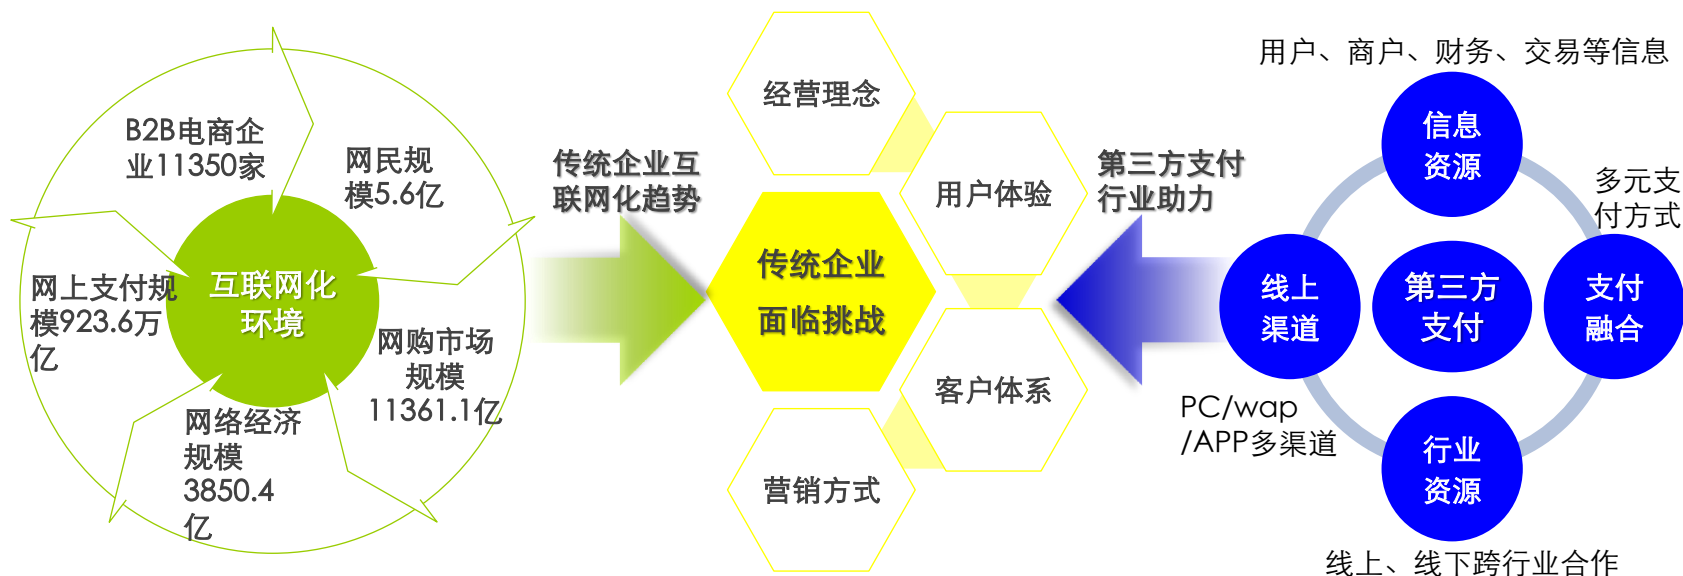 B2B电商企
业11350家
网民规
模5.6亿
网上支付规
模923.6万
亿
互联网化
环境
网购市场
规模
11361.1亿
网络经济
规模
3850.4
亿
传统企业互
联网化趋势
经营理念
用户体验
传统企业
面临挑战
客户体系
营销方式
第三方支付
行业助力
用户、商户、财务、交易等信息
信息
资源
多元支
付方式
线上
渠道
第三方
支付
支付
融合
PC/wap
/APP多渠道
行业
资源
线上、线下跨行业合作